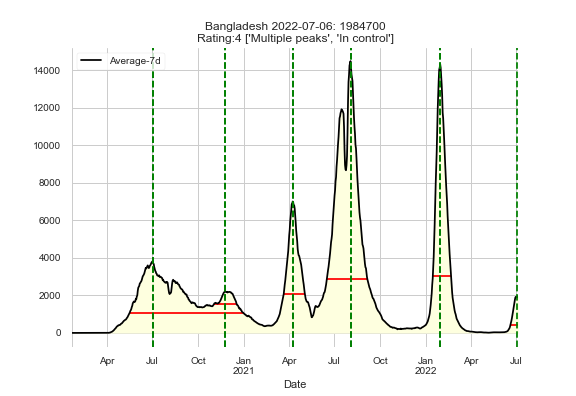 Bangladesh 2022-07-06: 1984700
Rating:4 ['Multiple peaks', 'In control']
Average-7d
14000
12000
10000
8000
6000
4000
2000
0
Apr Jul Oct Jan Apr Jul Oct Jan Apr Jul
2021 2022
Date